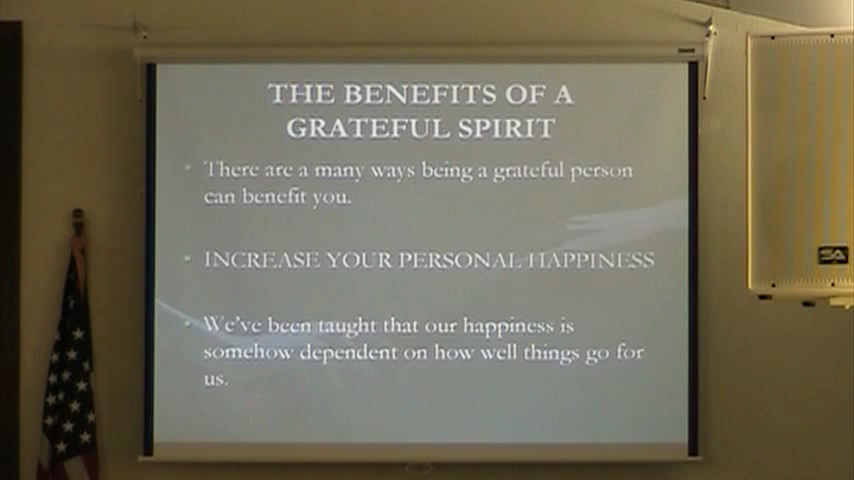 THE BENEFITS OF A
GRATEFUL SPIRIT
• There are a many ways being a grateful person
can benefit you.
• INCREASE YOUR PERSONAL HAPPINESS
• We've been taught that our happiness is
somehow dependent on how well things go for
us.
SA